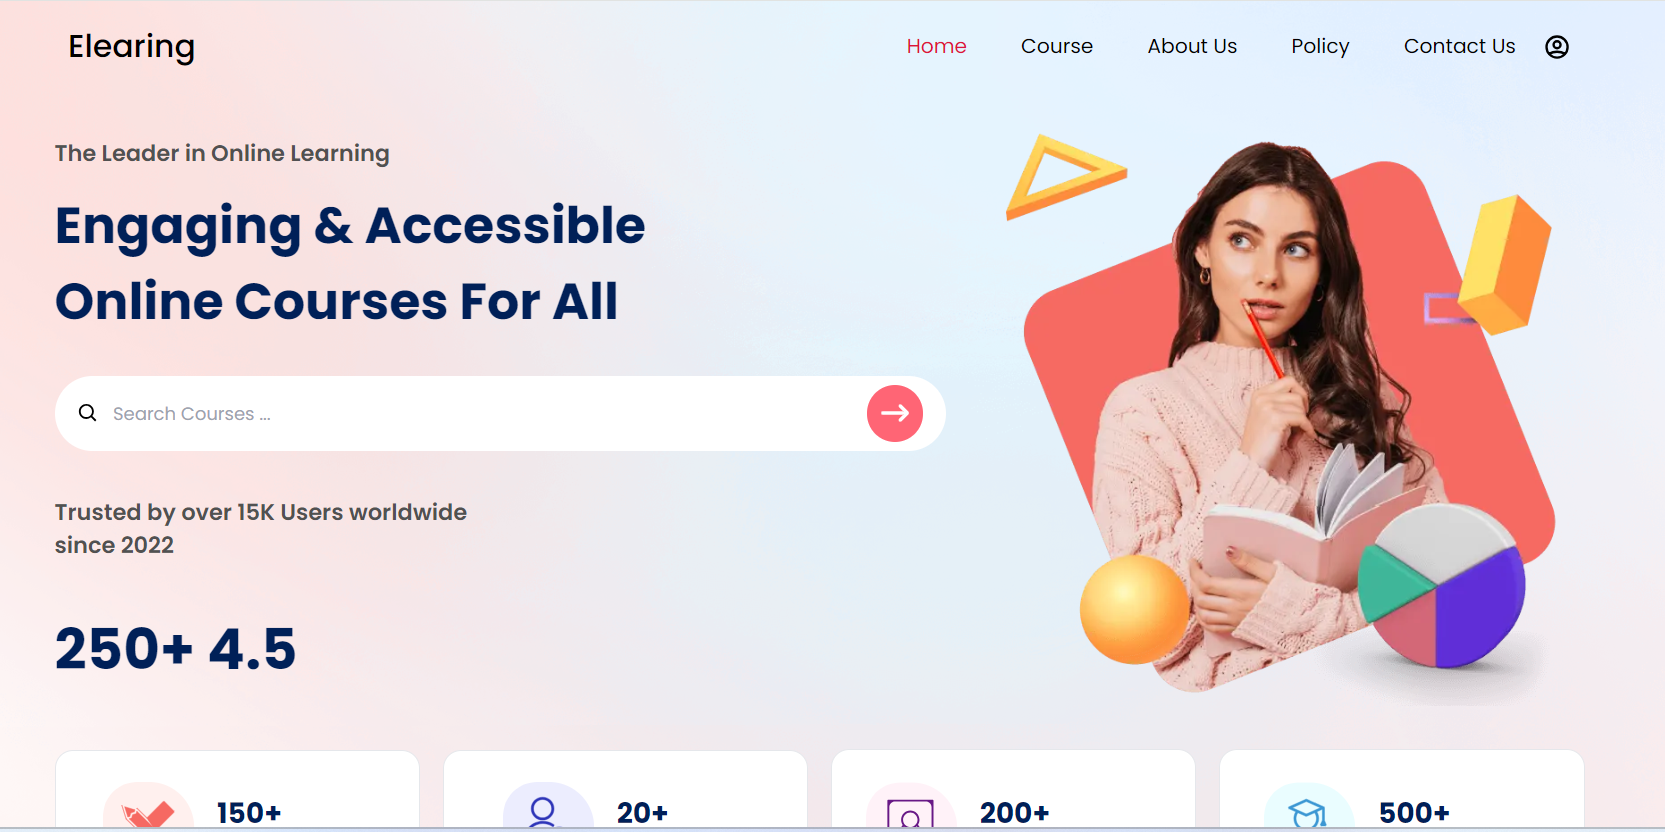 Elearing
Home Course About Us Policy Contact Us
The Leader in Online Learning
Engaging & Accessible
Online Courses For All
Search Courses ...
Trusted by over 15K Users worldwide
since 2022
250+ 4.5
150+ 20+ 200+ 500+